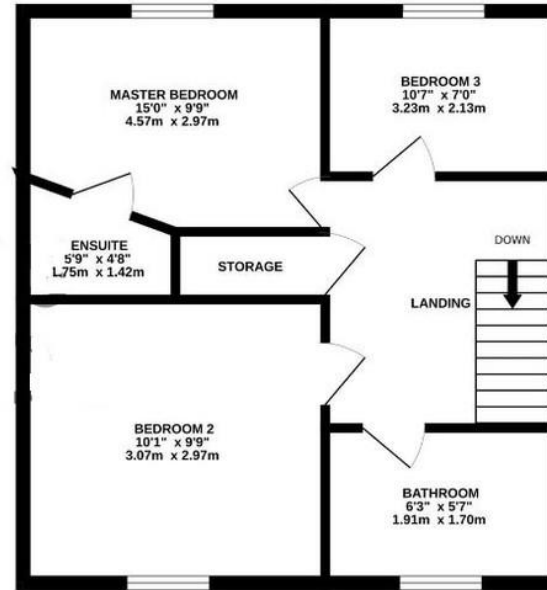 MASTER BEDROOM
15'0" x 9'9"
4.57m x 2.97m
BEDROOM 3
10'7" x 7'0"
3.23m x 2.13m
ENSUITE
5'9" x 4'8"
1.75m x 1.42m
STORAGE
DOWN
LANDING
BEDROOM 2
10'1" x 9'9"
3.07m x 2.97m
BATHROOM
6'3" x 5'7"
1.91m x 1.70m